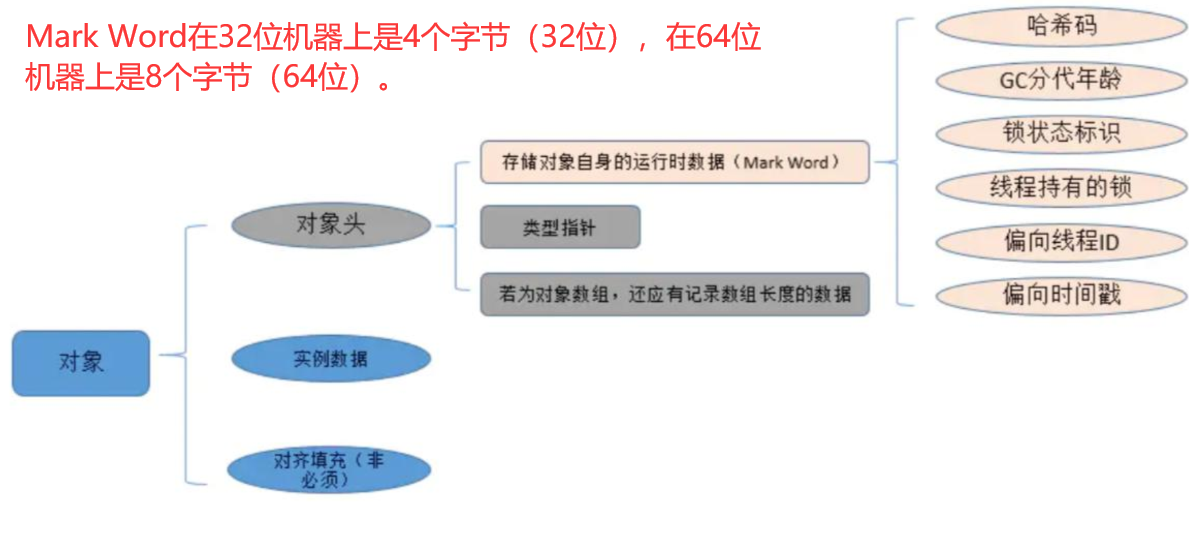 Mark Word在32位机器上是4个字节（32位），在64位
机器上是8个字节（64位）。
对象
对象头
实例数据
对齐填充（非
必须）
存储对象自身的运行时数据（Mark Word）
类型指针
若为对象数组，还应有记录数组长度的数据
哈希码
GC分代年龄
锁状态标识
线程持有的锁
偏向线程ID
偏向时间戳